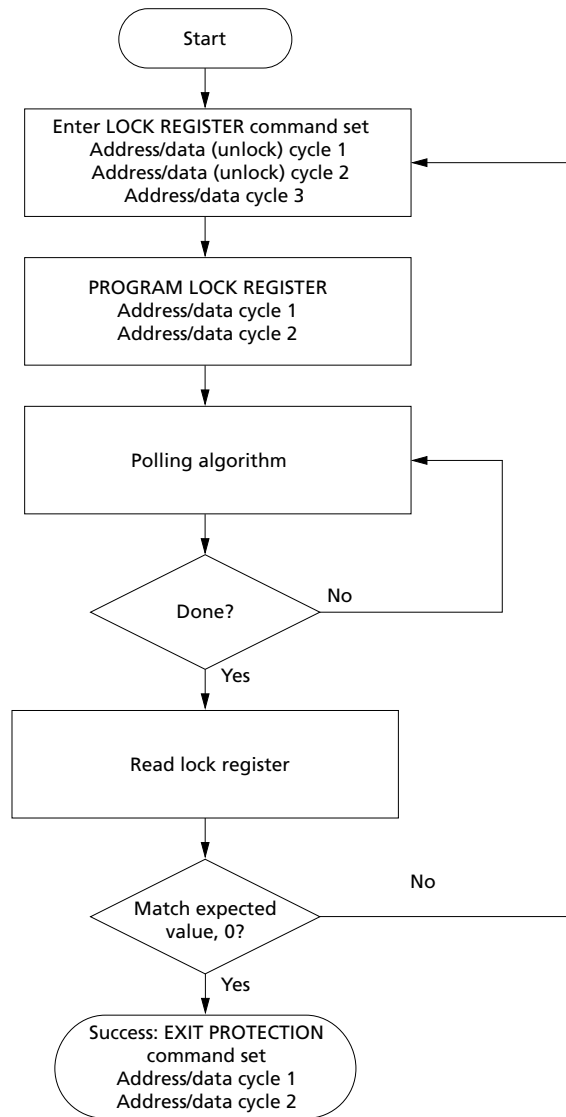 Start
Enter LOCK REGISTER command set
Address/data (unlock) cycle 1
Address/data (unlock) cycle 2
Address/data cycle 3
PROGRAM LOCK REGISTER
Address/data cycle 1
Address/data cycle 2
Polling algorithm
Done?
No
Yes
Read lock register
Match expected
value, 0?
No
Yes
Success: EXIT PROTECTION
command set
Address/data cycle 1
Address/data cycle 2